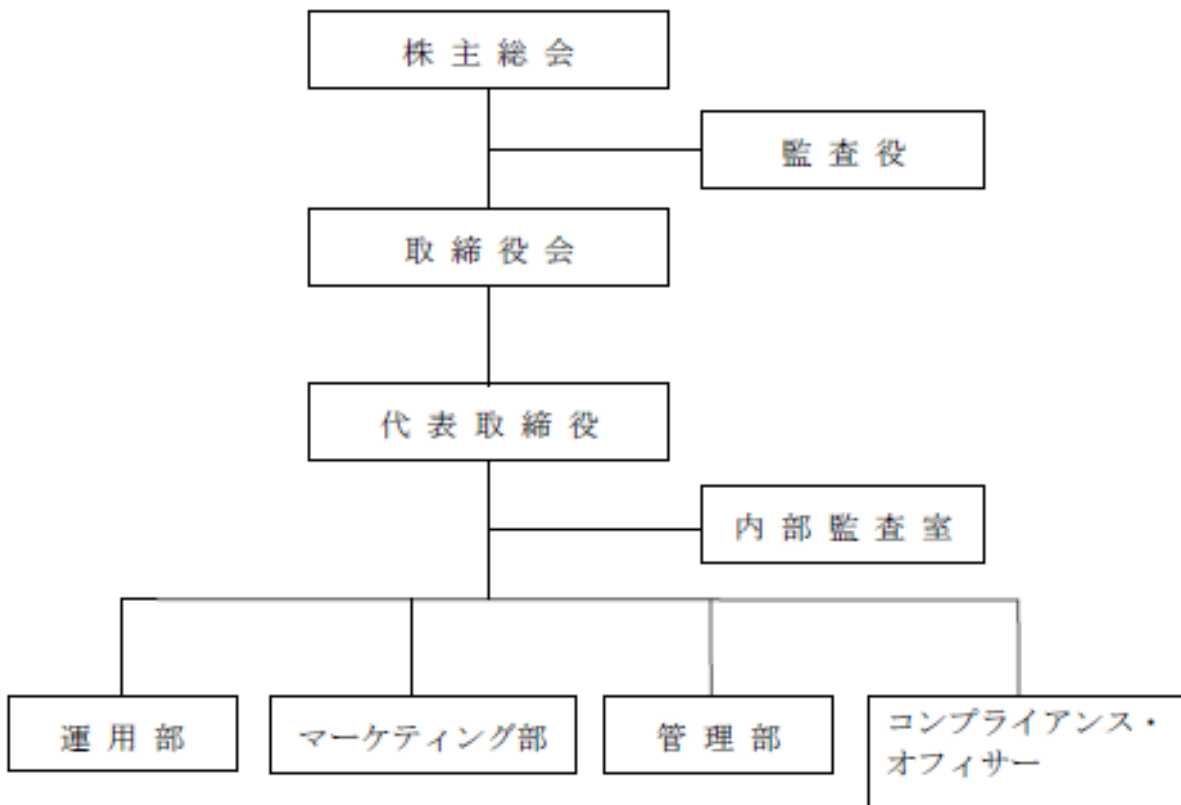 株主総会
監査役
取締役会
代表取締役
内部監査室
運用部
マーケティング部
管理部
コンプライアンス・
オフィサー